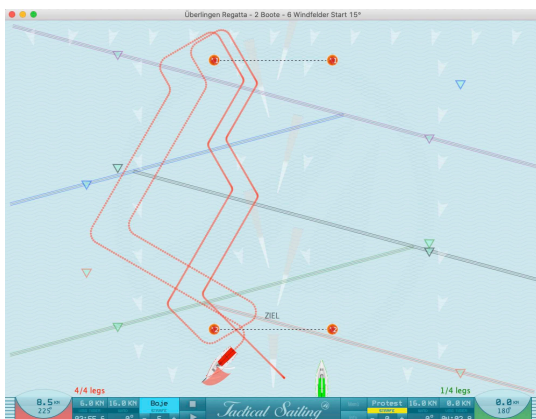 Überlingen Regatta - 2 Boote - 6 Windfelder Start 15°
ZIEL
4/4 legs
1/4 legs
8.5 KN
225°
6.0 KN 16.0 KN
Boje
Tactical Sailing
Protest 16.0 KN 0.0 KN
0.0 KN
180°